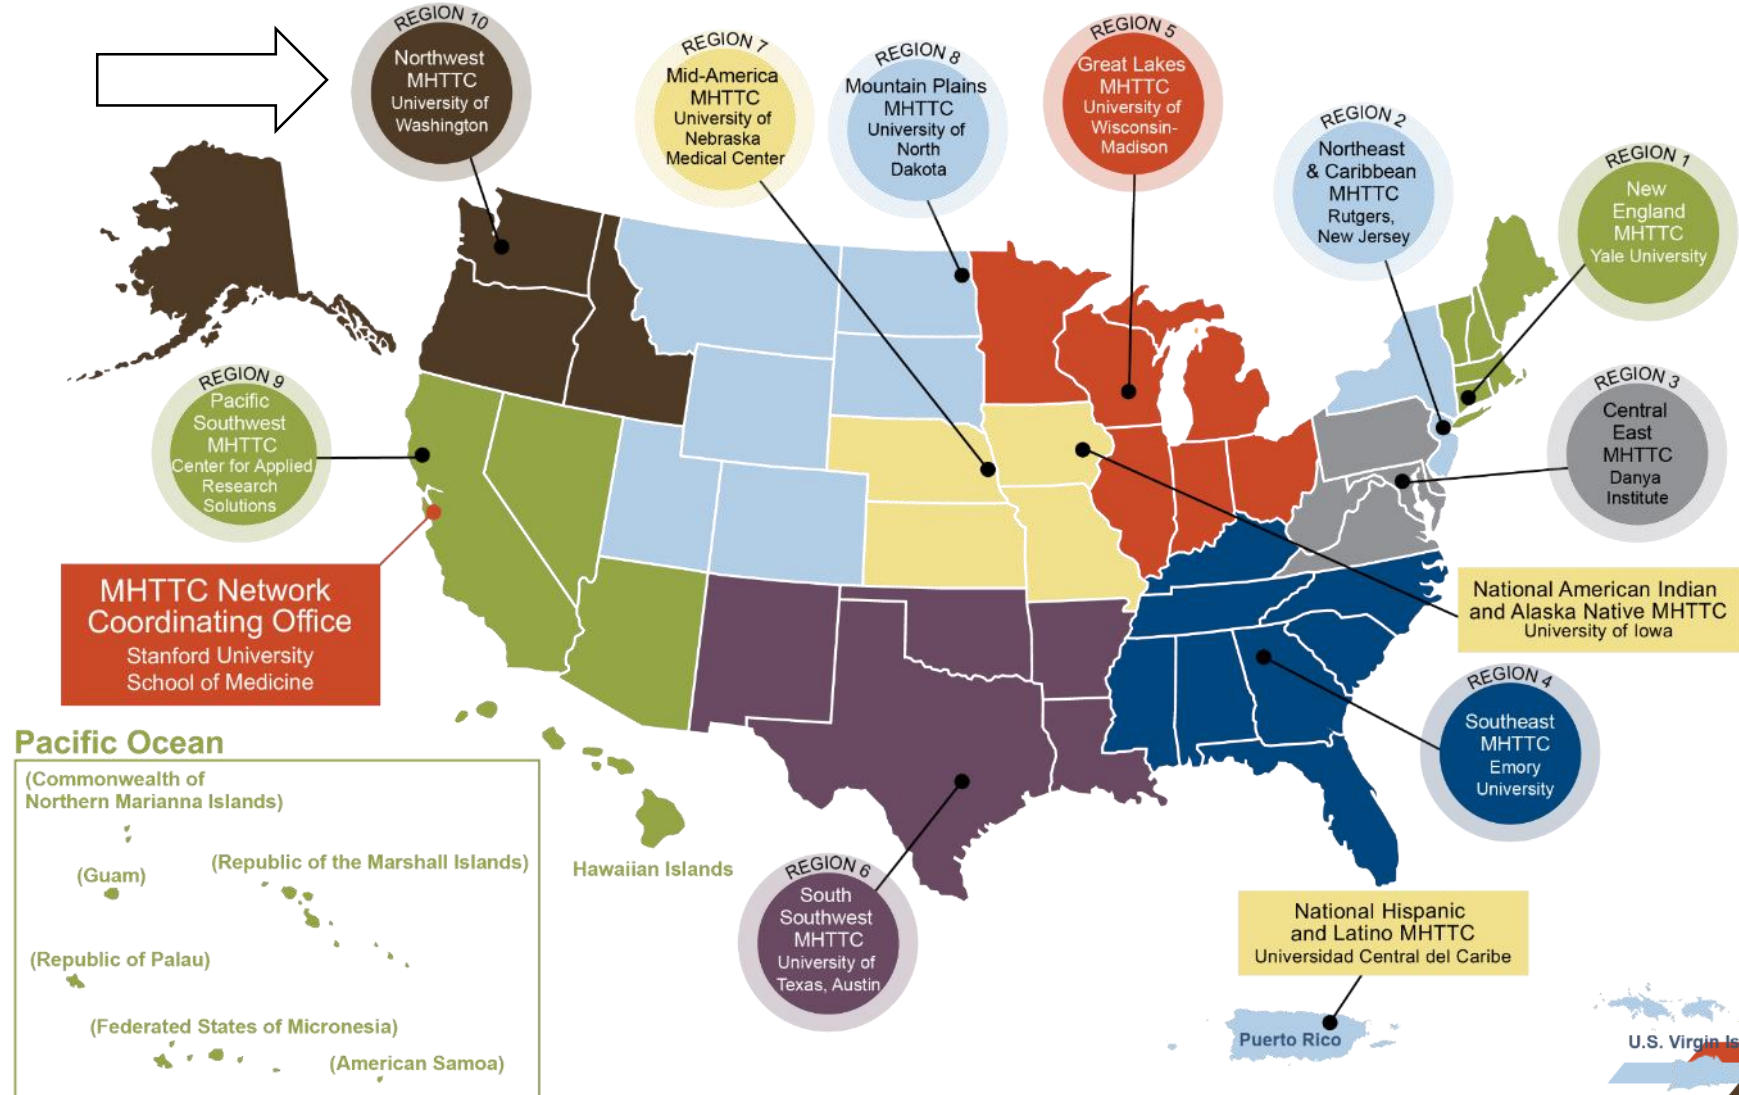 REGION 10
Northwest
MHTTC
University of
Washington
REGION 7
Mid-America
MHTTC
University of
Nebraska
Medical Center
REGION 8
Mountain Plains
MHTTC
University of
North
Dakota
REGION 5
Great Lakes
MHTTC
University of
Wisconsin-
Madison
REGION 2
Northeast
& Caribbean
MHTTC
Rutgers,
New Jersey
REGION 1
New
England
MHTTC
Yale University
REGION 9
Pacific
Southwest
MHTTC
Center for Applied
Research
Solutions
REGION 3
Central
East
MHTTC
Danya
Institute
MHTTC Network
Coordinating Office
Stanford University
School of Medicine
National American Indian
and Alaska Native MHTTC
University of Iowa
REGION 4
Southeast
MHTTC
Emory
University
Pacific Ocean
(Commonwealth of
Northern Marianna Islands)
(Guam)
(Republic of the Marshall Islands)
(Republic of Palau)
(Federated States of Micronesia)
(American Samoa)
Hawaiian Islands
REGION 6
South
Southwest
MHTTC
University of
Texas, Austin
National Hispanic
and Latino MHTTC
Universidad Central del Caribe
Puerto Rico
U.S. Virgin Is